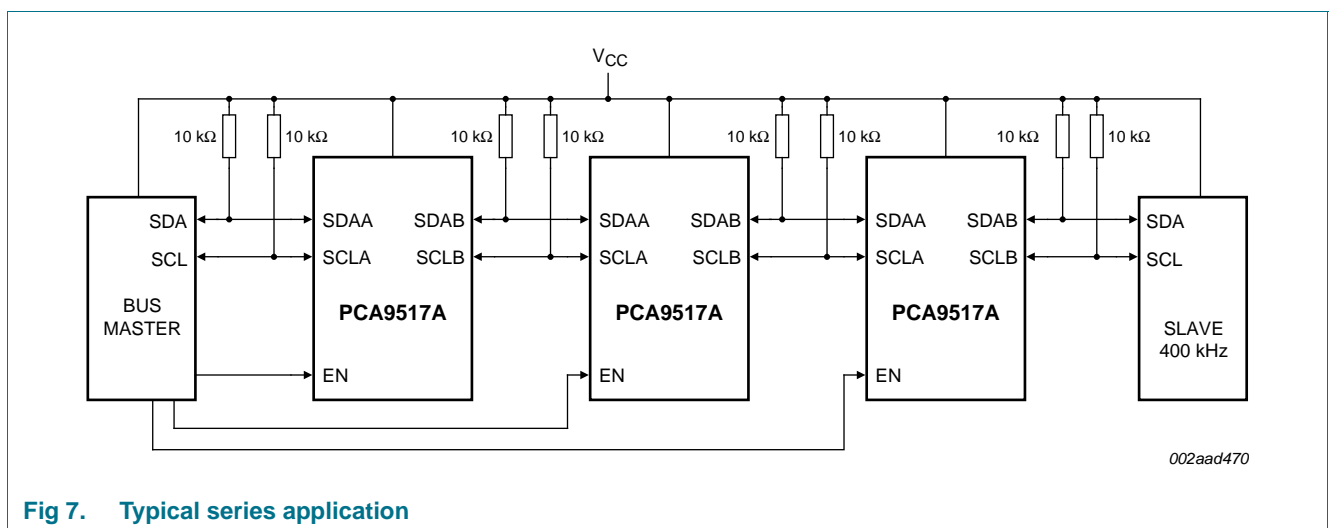 VCC
10 kΩ 10 kΩ 10 kΩ 10 kΩ 10 kΩ 10 kΩ 10 kΩ 10 kΩ
SDA SDAA SDAB SDAA SDAB SDAA SDAB SDA
SCL SCLA SCLB SCLA SCLB SCLA SCLB SCL
BUS
MASTER
PCA9517A PCA9517A PCA9517A
SLAVE
400 kHz
EN EN EN
002aad470
Fig 7. Typical series application